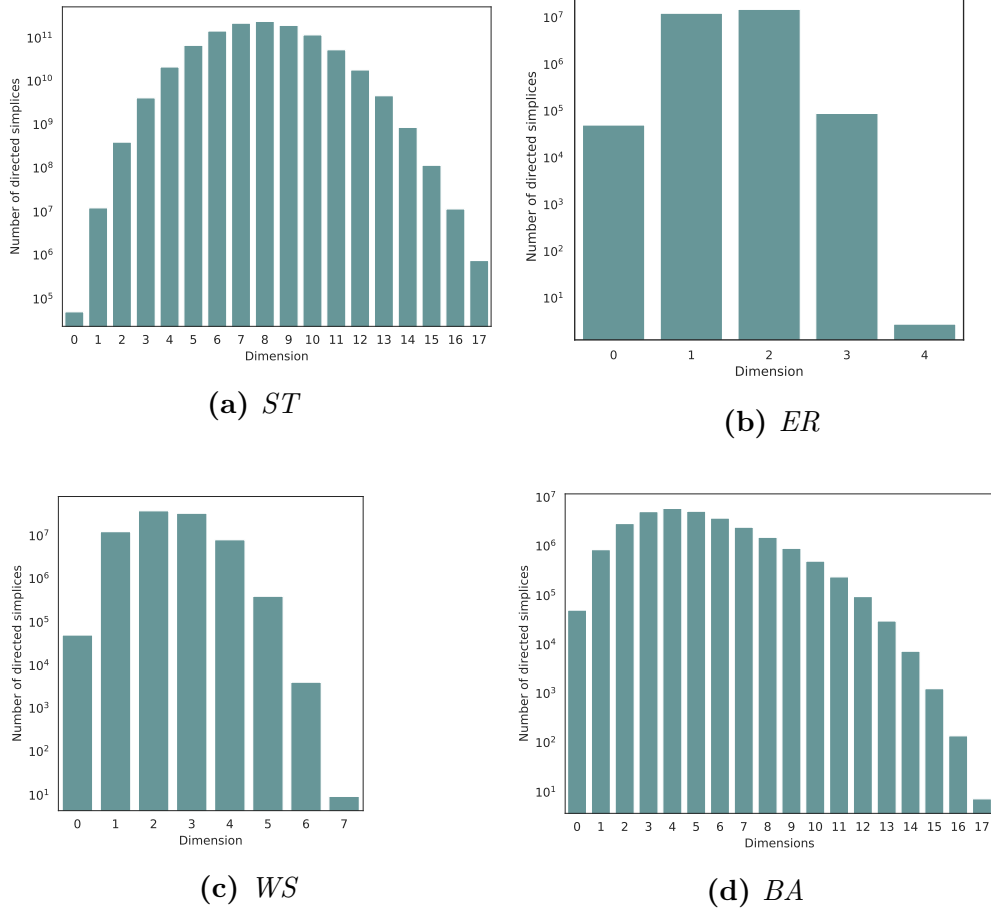 Number of directed simplices
10^11
10^10
10^9
10^8
10^7
10^6
10^5
0 1 2 3 4 5 6 7 8 9 10 11 12 13 14 15 16 17
Dimension
(a) ST
Number of directed simplices
10^7
10^6
10^5
10^4
10^3
10^2
10^1
0 1 2 3 4
Dimension
(b) ER
Number of directed simplices
10^7
10^6
10^5
10^4
10^3
10^2
10^1
0 1 2 3 4 5 6 7
Dimension
(c) WS
Number of directed simplices
10^7
10^6
10^5
10^4
10^3
10^2
10^1
0 1 2 3 4 5 6 7 8 9 10 11 12 13 14 15 16 17
Dimensions
(d) BA